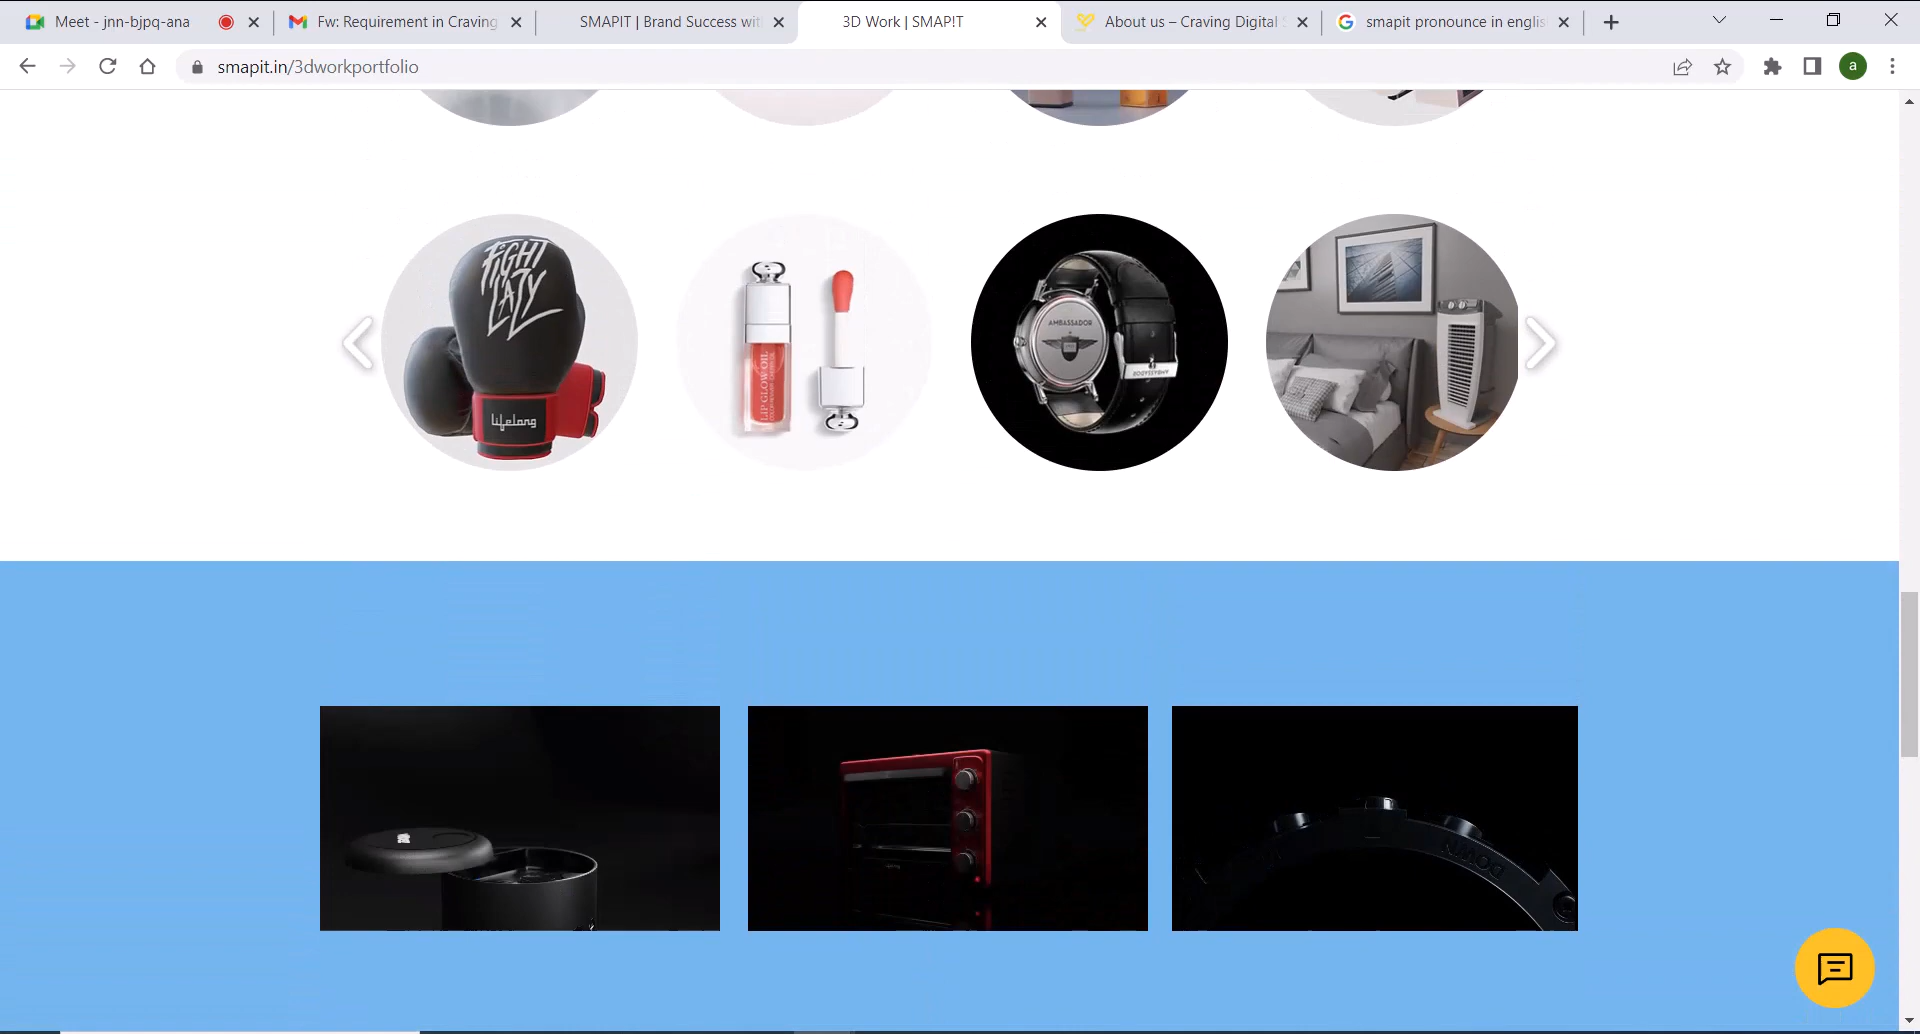 Meet - jnn-bjpq-ana
Fw: Requirement in Craving
SMAPIT | Brand Success wit
3D Work | SMAP!T
About us – Craving Digital S
smapit pronounce in englis
smapit.in/3dworkportfolio
a
FIGHT
LAZY
lifelong
LIP GLOW OIL
AMBASSADOR